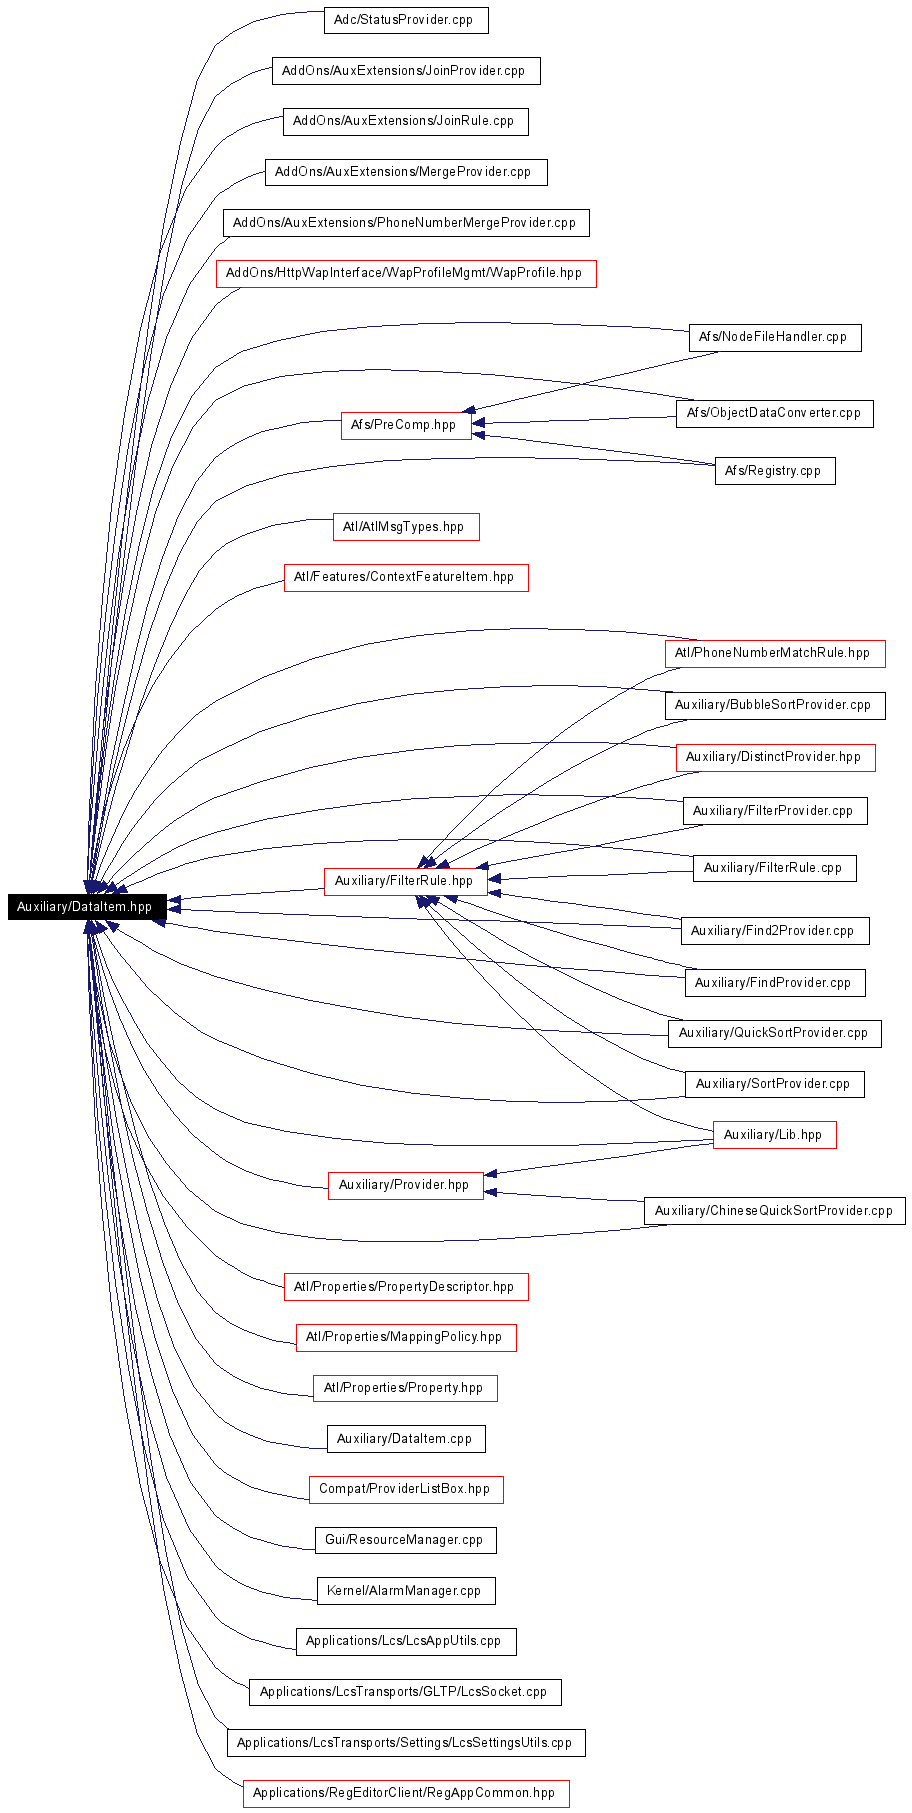 Adc/StatusProvider.cpp
AddOns/AuxExtensions/JoinProvider.cpp
AddOns/AuxExtensions/JoinRule.cpp
AddOns/AuxExtensions/MergeProvider.cpp
AddOns/AuxExtensions/PhoneNumberMergeProvider.cpp
AddOns/HttpWapInterface/WapProfileMgmt/WapProfile.hpp
Afs/NodeFileHandler.cpp
Afs/ObjectDataConverter.cpp
Afs/PreComp.hpp
Afs/Registry.cpp
Atl/AtlMsgTypes.hpp
Atl/Features/ContextFeatureItem.hpp
Atl/PhoneNumberMatchRule.hpp
Auxiliary/BubbleSortProvider.cpp
Auxiliary/DistinctProvider.hpp
Auxiliary/FilterProvider.cpp
Auxiliary/FilterRule.cpp
Auxiliary/FilterRule.hpp
Auxiliary/DataItem.hpp
Auxiliary/Find2Provider.cpp
Auxiliary/FindProvider.cpp
Auxiliary/QuickSortProvider.cpp
Auxiliary/SortProvider.cpp
Auxiliary/Lib.hpp
Auxiliary/Provider.hpp
Auxiliary/ChineseQuickSortProvider.cpp
Atl/Properties/PropertyDescriptor.hpp
Atl/Properties/MappingPolicy.hpp
Atl/Properties/Property.hpp
Auxiliary/DataItem.cpp
Compat/ProviderListBox.hpp
Gui/ResourceManager.cpp
Kernel/AlarmManager.cpp
Applications/Lcs/LcsAppUtils.cpp
Applications/LcsTransports/GLTP/LcsSocket.cpp
Applications/LcsTransports/Settings/LcsSettingsUtils.cpp
Applications/RegEditorClient/RegAppCommon.hpp